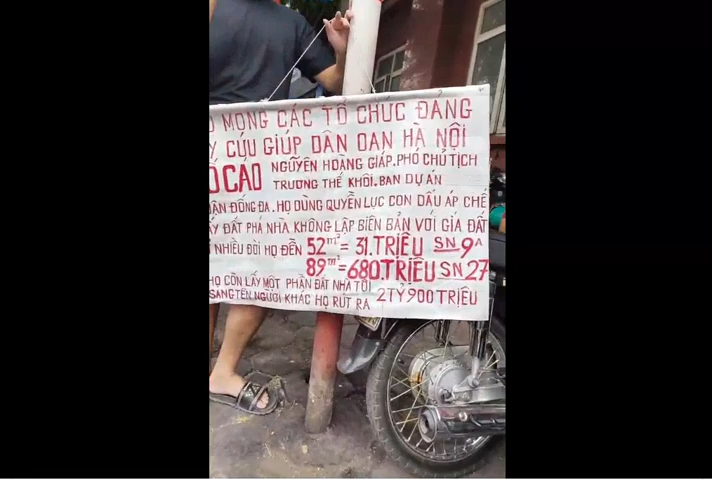 MONG CÁC TỔ CHỨC ĐẢNG
CỨU GIÚP DÂN OAN HÀ NỘI
CÁO NGUYỄN HOÀNG GIÁP. PHÓ CHỦ TỊCH
TRƯƠNG THẾ KHÔI. BAN DỰ ÁN
ĐỐNG ĐA. HỌ DÙNG QUYỀN LỰC CON DẤU ÁP CHẾ
ĐẤT PHÁ NHÀ KHÔNG LẬP BIÊN BẢN VỚI GIÁ ĐẤT
NHIỀU ĐỜI HỌ ĐỀN 52m² = 31.TRIỆU SN 9A
89m² = 680.TRIỆU SN 27
HỌ CÒN LẤY MỘT PHẦN ĐẤT NHÀ TÔI
SANG TÊN NGƯỜI KHÁC HỌ RÚT RA 2TỶ900 TRIỆU